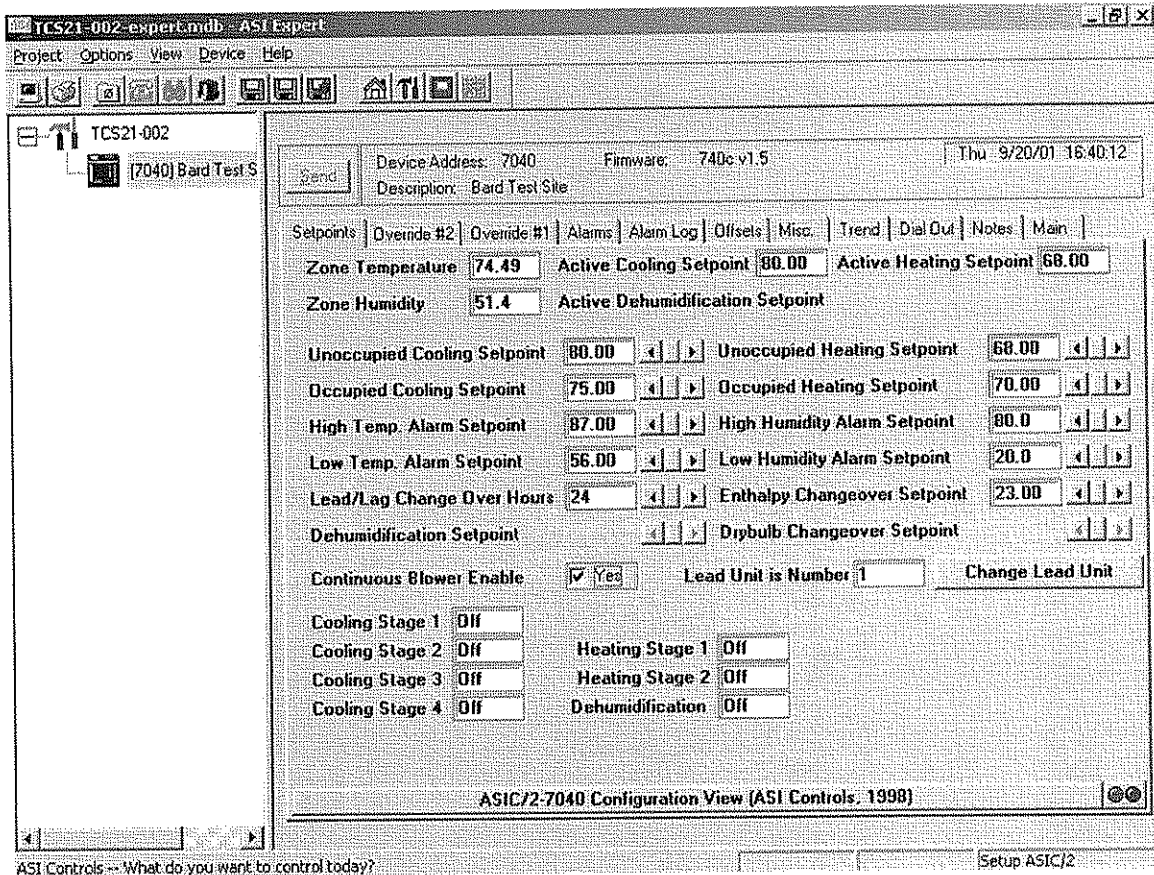 TCS21-002-expert.mdb - ASI Expert
Project Options View Device Help
TCS21-002
[7040] Bard Test S
Send
Device Address: 7040 Firmware: 740c v1.5 Thu 9/20/01 16:40:12
Description: Bard Test Site
Setpoints Override #2 Override #1 Alarms Alarm Log Offsets Misc. Trend Dial Out Notes Main
Zone Temperature 74.49 Active Cooling Setpoint 80.00 Active Heating Setpoint 68.00
Zone Humidity 51.4 Active Dehumidification Setpoint
Unoccupied Cooling Setpoint 80.00 Unoccupied Heating Setpoint 68.00
Occupied Cooling Setpoint 75.00 Occupied Heating Setpoint 70.00
High Temp. Alarm Setpoint 87.00 High Humidity Alarm Setpoint 80.0
Low Temp. Alarm Setpoint 56.00 Low Humidity Alarm Setpoint 20.0
Lead/Lag Change Over Hours 24 Enthalpy Changeover Setpoint 23.00
Dehumidification Setpoint Drybulb Changeover Setpoint
Continuous Blower Enable Yes Lead Unit is Number 1 Change Lead Unit
Cooling Stage 1 Off
Cooling Stage 2 Off Heating Stage 1 Off
Cooling Stage 3 Off Heating Stage 2 Off
Cooling Stage 4 Off Dehumidification Off
ASIC/2-7040 Configuration View (ASI Controls, 1998)
ASI Controls -- What do you want to control today? Setup ASIC/2